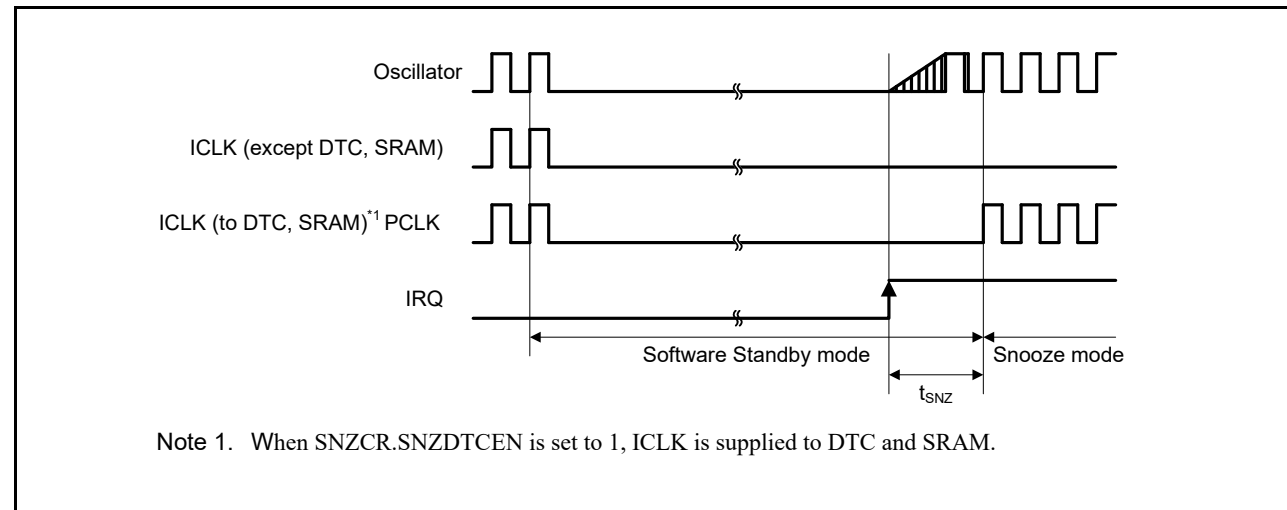 Oscillator
ICLK (except DTC, SRAM)
ICLK (to DTC, SRAM)*1 PCLK
IRQ
Software Standby mode
Snooze mode
tSNZ
Note 1. When SNZCR.SNZDTCEN is set to 1, ICLK is supplied to DTC and SRAM.